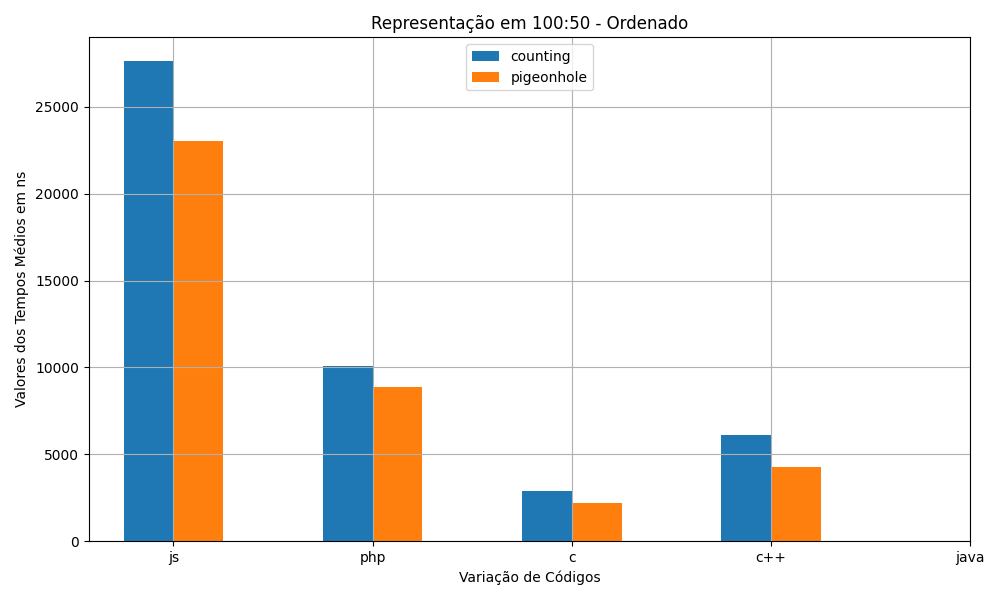 Representação em 100:50 - Ordenado
counting
pigeonhole
Valores dos Tempos Médios em ns
25000
20000
15000
10000
5000
0
js php c c++ java
Variação de Códigos